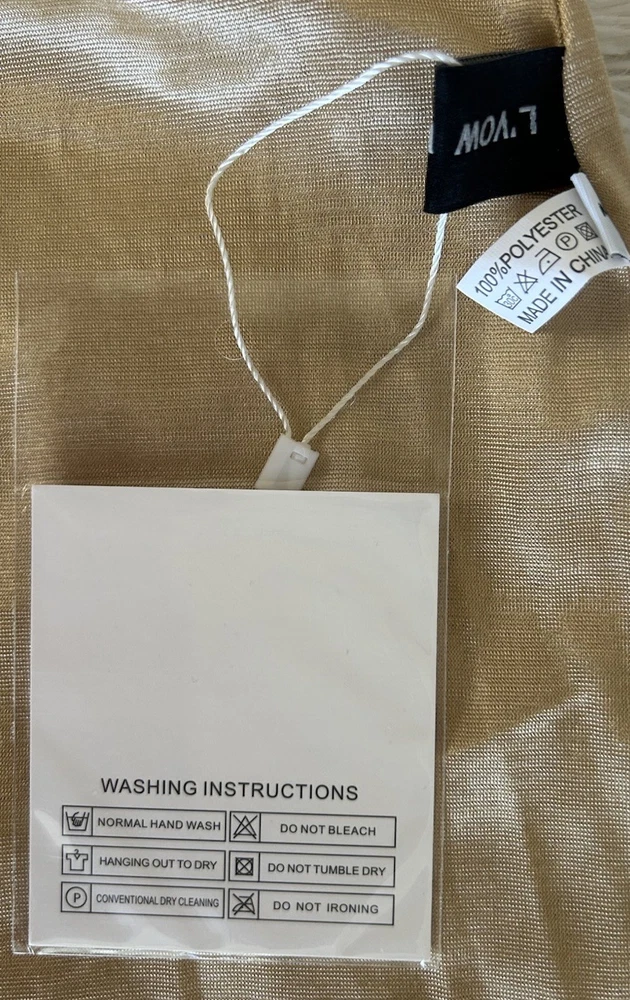 L'VOW
100%POLYESTER
MADE IN CHINA
WASHING INSTRUCTIONS
NORMAL HAND WASH
DO NOT BLEACH
HANGING OUT TO DRY
DO NOT TUMBLE DRY
P
CONVENTIONAL DRY CLEANING
DO NOT IRONING